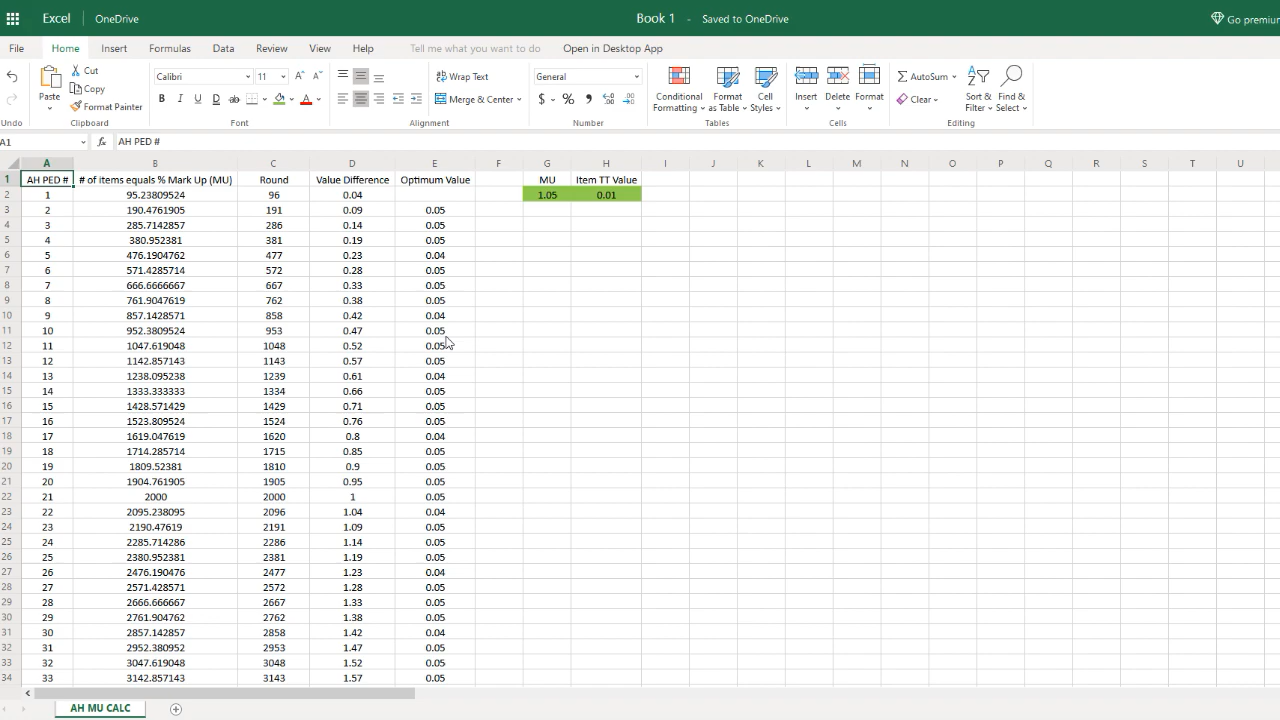 Excel OneDrive Book 1 - Saved to OneDrive Go premiu
File Home Insert Formulas Data Review View Help Tell me what you want to do Open in Desktop App
Cut Calibri 11 Wrap Text General AutoSum
Copy
Paste Format Painter B I U D ab A Merge & Center $ % Conditional Formatting Format as Table Cell Styles Insert Delete Format Clear Sort & Filter Find & Select
Undo Clipboard Font Alignment Number Tables Cells Editing
A1 fx AH PED #
A B C D E F G H I J K L M N O P Q R S T U
1 AH PED # # of items equals % Mark Up (MU) Round Value Difference Optimum Value MU Item TT Value
2 1 95.23809524 96 0.04 1.05 0.01
3 2 190.4761905 191 0.09 0.05
4 3 285.7142857 286 0.14 0.05
5 4 380.952381 381 0.19 0.05
6 5 476.1904762 477 0.23 0.04
7 6 571.4285714 572 0.28 0.05
8 7 666.6666667 667 0.33 0.05
9 8 761.9047619 762 0.38 0.05
10 9 857.1428571 858 0.42 0.04
11 10 952.3809524 953 0.47 0.05
12 11 1047.619048 1048 0.52 0.05
13 12 1142.857143 1143 0.57 0.05
14 13 1238.095238 1239 0.61 0.04
15 14 1333.333333 1334 0.66 0.05
16 15 1428.571429 1429 0.71 0.05
17 16 1523.809524 1524 0.76 0.05
18 17 1619.047619 1620 0.8 0.04
19 18 1714.285714 1715 0.85 0.05
20 19 1809.52381 1810 0.9 0.05
21 20 1904.761905 1905 0.95 0.05
22 21 2000 2000 1 0.05
23 22 2095.238095 2096 1.04 0.04
24 23 2190.47619 2191 1.09 0.05
25 24 2285.714286 2286 1.14 0.05
26 25 2380.952381 2381 1.19 0.05
27 26 2476.190476 2477 1.23 0.04
28 27 2571.428571 2572 1.28 0.05
29 28 2666.666667 2667 1.33 0.05
30 29 2761.904762 2762 1.38 0.05
31 30 2857.142857 2858 1.42 0.04
32 31 2952.380952 2953 1.47 0.05
33 32 3047.619048 3048 1.52 0.05
34 33 3142.857143 3143 1.57 0.05
AH MU CALC